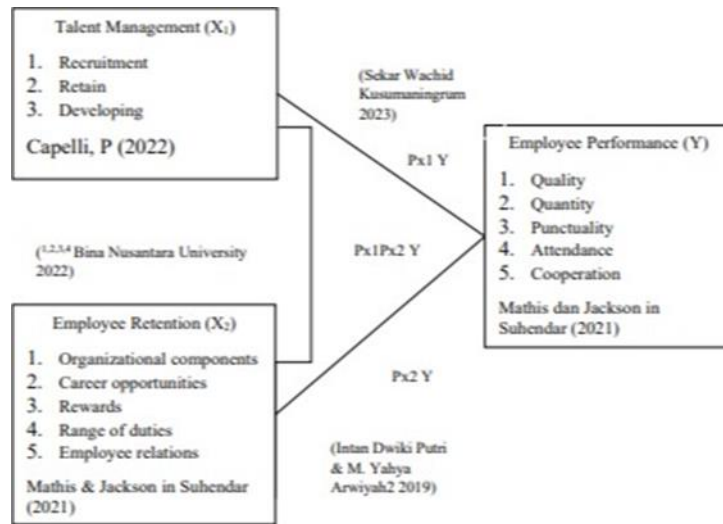 Talent Management (X₁)
1. Recruitment
2. Retain
3. Developing
Capelli, P (2022)
(Sekar Wachid
Kusumaningrum
2023)
Px1 Y
Employee Performance (Y)
1. Quality
2. Quantity
3. Punctuality
4. Attendance
5. Cooperation
Mathis dan Jackson in
Suhendar (2021)
(¹,²,³,⁴ Bina Nusantara University
2022)
Px1Px2 Y
Employee Retention (X₂)
1. Organizational components
2. Career opportunities
3. Rewards
4. Range of duties
5. Employee relations
Mathis & Jackson in Suhendar
(2021)
Px2 Y
(Intan Dwiki Putri
& M. Yahya
Arwiyah2 2019)